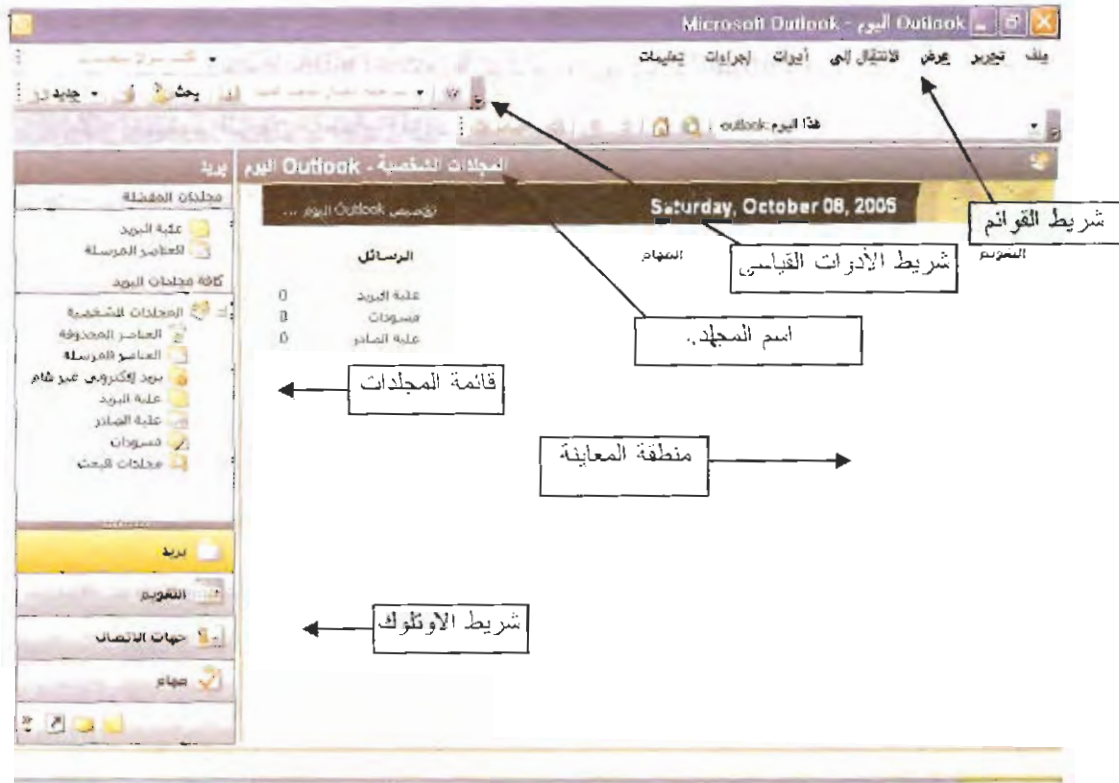 Outlook اليوم - Microsoft Outlook
ملف تحرير عرض الانتقال إلى أدوات إجراءات تعليمات
جديد بحث
هذا اليوم outlook
المجلدات الشخصية - Outlook اليوم
بريد
Saturday, October 08, 2005
تخصيص Outlook اليوم ...
التقويم
المهام
الرسائل
علبة البريد 0
مسودات 0
علبة الصادر 0
مجلدات المفضلة
علبة البريد
العناصر المرسلة
كافة مجلدات البريد
المجلدات الشخصية
العناصر المحذوفة
العناصر المرسلة
بريد إلكتروني غير هام
علبة البريد
علبة الصادر
مسودات
مجلدات البحث
بريد
التقويم
جهات الاتصال
مهام
شريط القوائم
شريط الأدوات القياسى
اسم المجلد.
قائمة المجلدات
منطقة المعاينة
شريط الاوتلوك